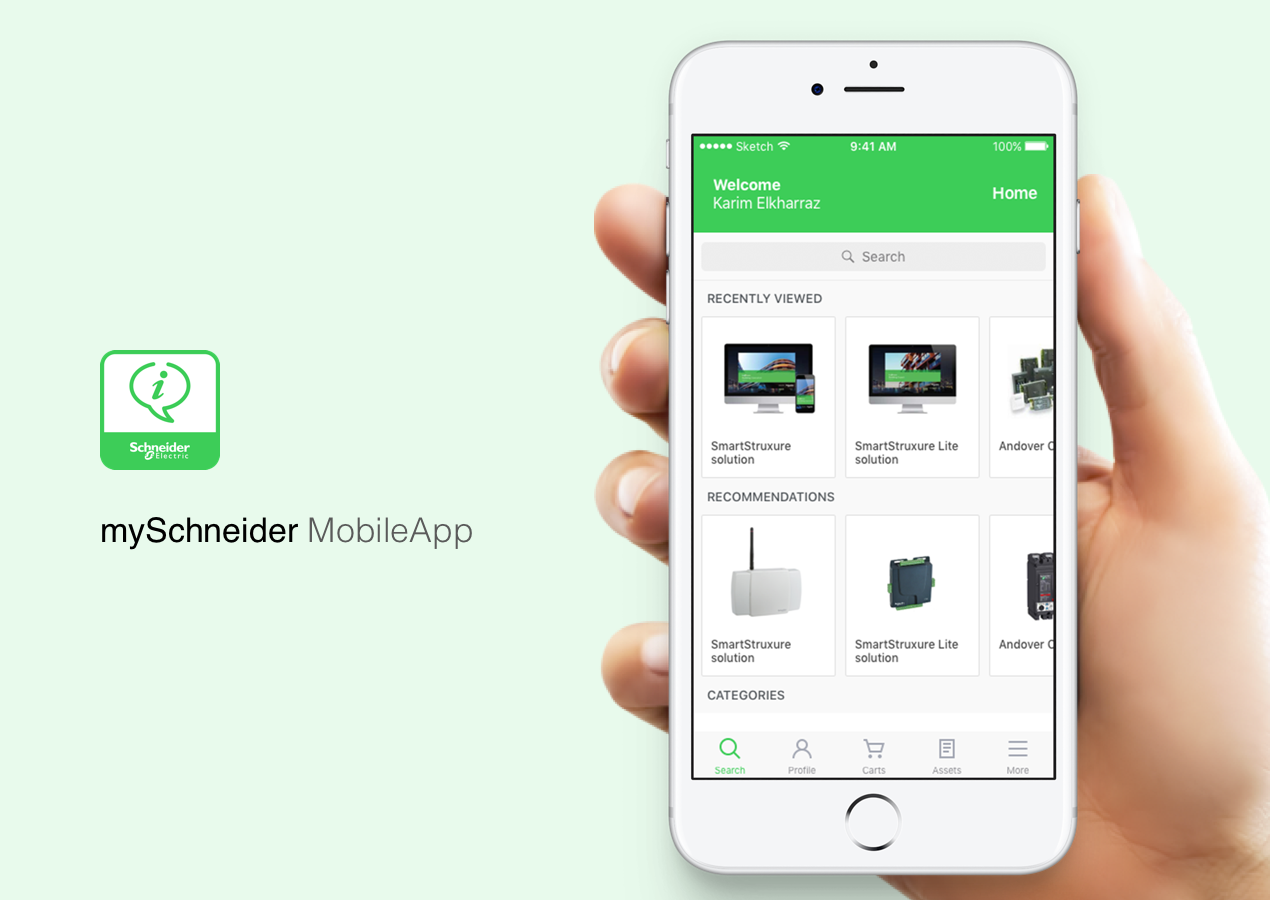 Schneider
Electric
mySchneider MobileApp
Sketch 9:41 AM 100%
Welcome
Karim Elkharraz
Home
Search
RECENTLY VIEWED
SmartStruxure
solution
SmartStruxure Lite
solution
Andover C
RECOMMENDATIONS
SmartStruxure
solution
SmartStruxure Lite
solution
Andover C
CATEGORIES
Search Profile Carts Assets More